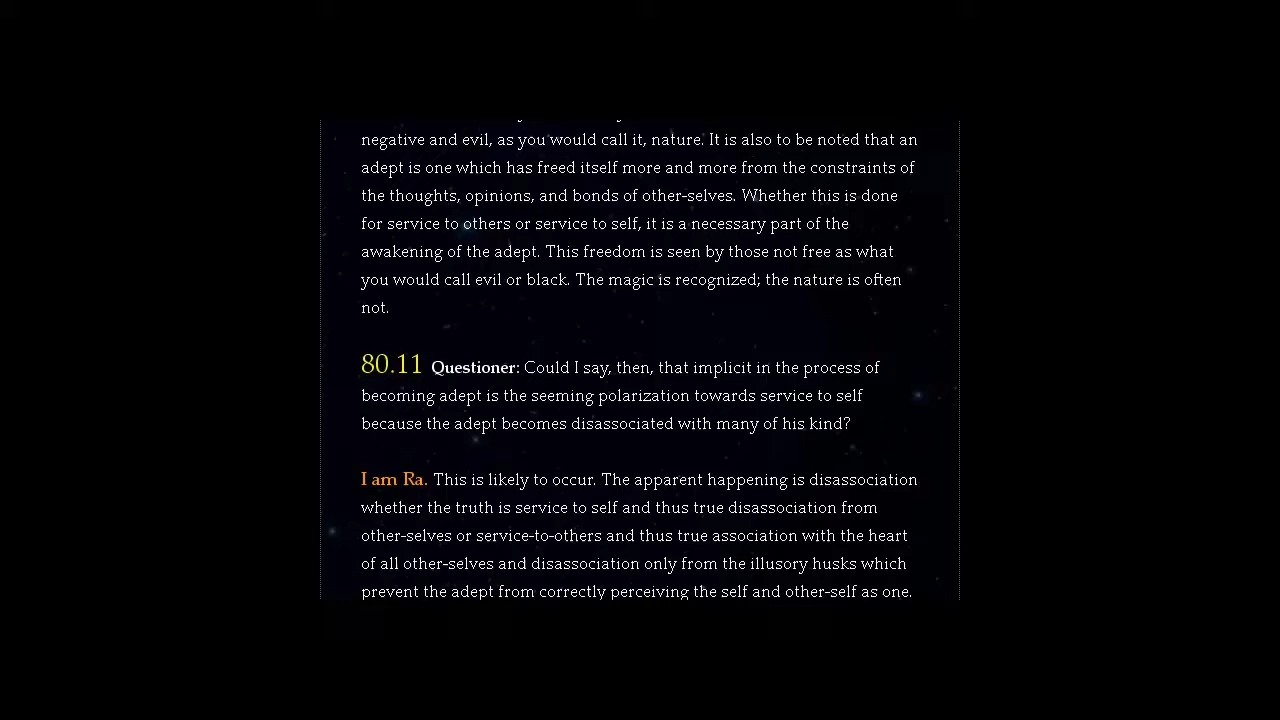 negative and evil, as you would call it, nature. It is also to be noted that an
adept is one which has freed itself more and more from the constraints of
the thoughts, opinions, and bonds of other-selves. Whether this is done
for service to others or service to self, it is a necessary part of the
awakening of the adept. This freedom is seen by those not free as what
you would call evil or black. The magic is recognized; the nature is often
not.
80.11 Questioner: Could I say, then, that implicit in the process of
becoming adept is the seeming polarization towards service to self
because the adept becomes disassociated with many of his kind?
I am Ra. This is likely to occur. The apparent happening is disassociation
whether the truth is service to self and thus true disassociation from
other-selves or service-to-others and thus true association with the heart
of all other-selves and disassociation only from the illusory husks which
prevent the adept from correctly perceiving the self and other-self as one.